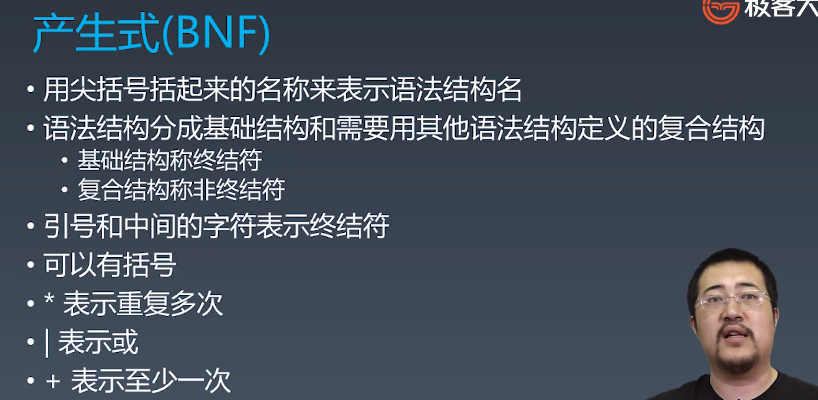 极客大
产生式(BNF)
• 用尖括号括起来的名称来表示语法结构名
• 语法结构分成基础结构和需要用其他语法结构定义的复合结构
• 基础结构称终结符
• 复合结构称非终结符
• 引号和中间的字符表示终结符
• 可以有括号
• * 表示重复多次
• | 表示或
• + 表示至少一次